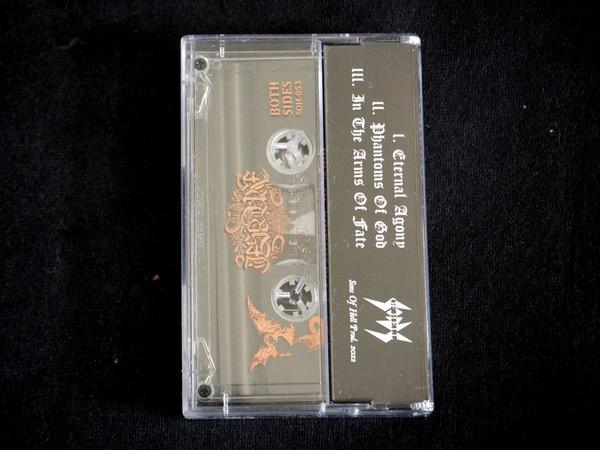 I. Eternal Agony
II. Phantoms Of God
III. In The Arms Of Fate
Sons Of Hell Prod. 2022
BOTH
SIDES
SOH-053